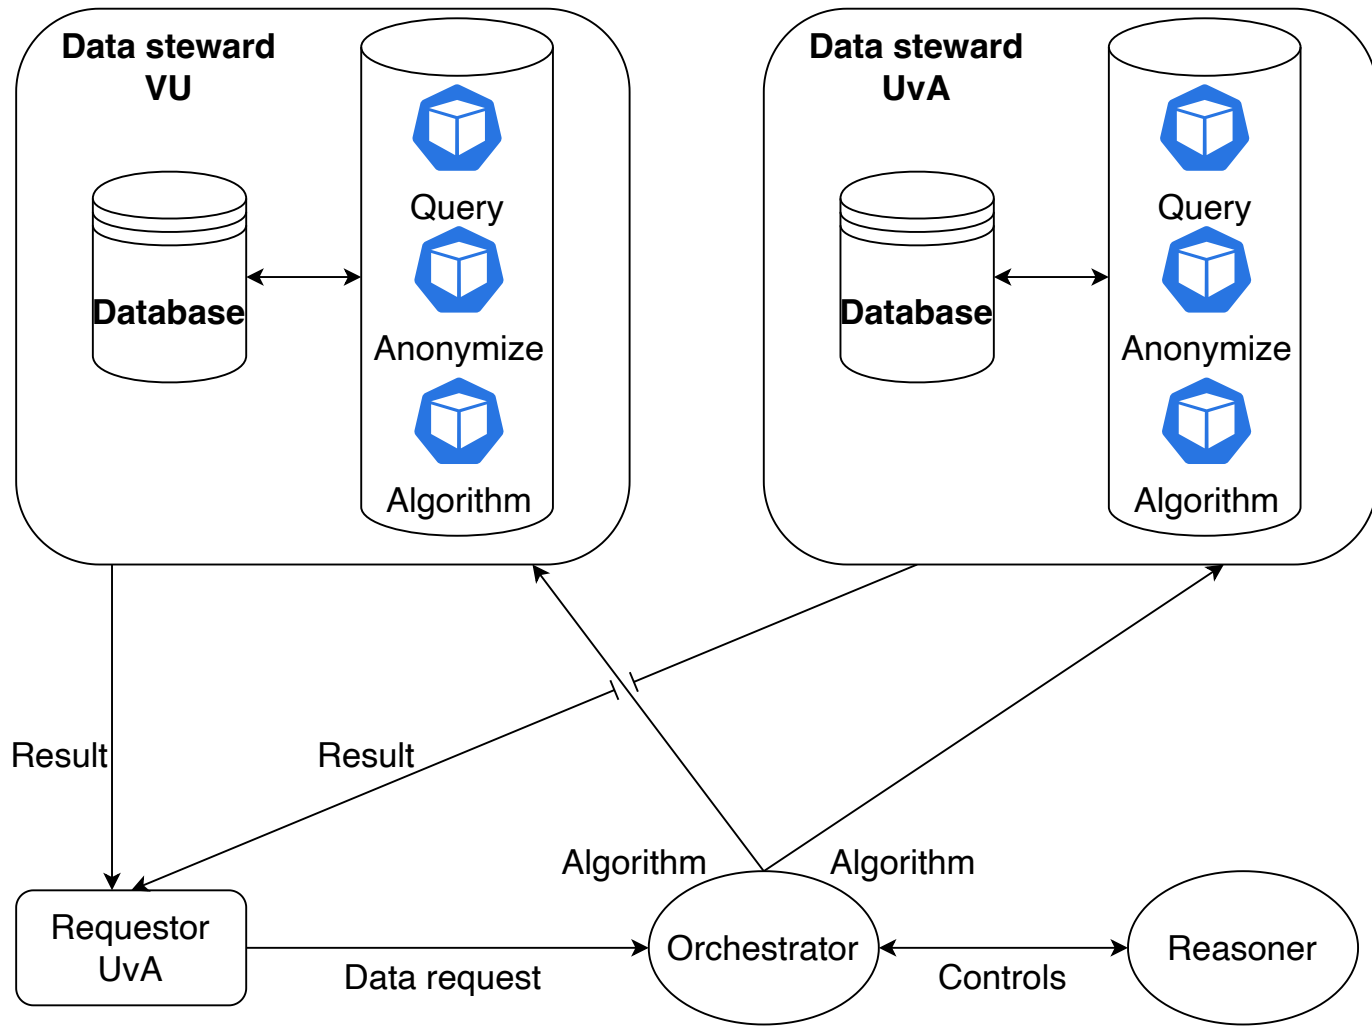 Data steward
VU
Query
Database
Anonymize
Algorithm
Data steward
UvA
Query
Database
Anonymize
Algorithm
Result
Result
Algorithm
Algorithm
Requestor
UvA
Data request
Orchestrator
Controls
Reasoner